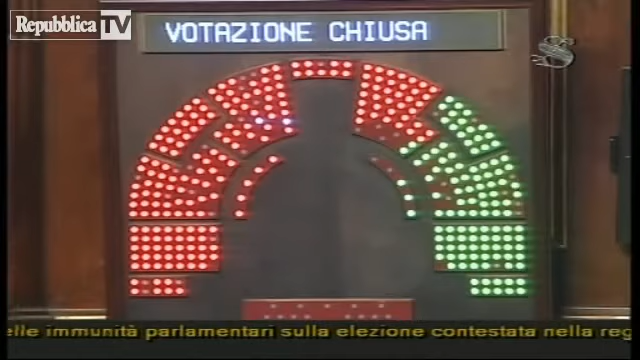 Repubblica TV
VOTAZIONE CHIUSA
elle immunità parlamentari sulla elezione contestata nella reg